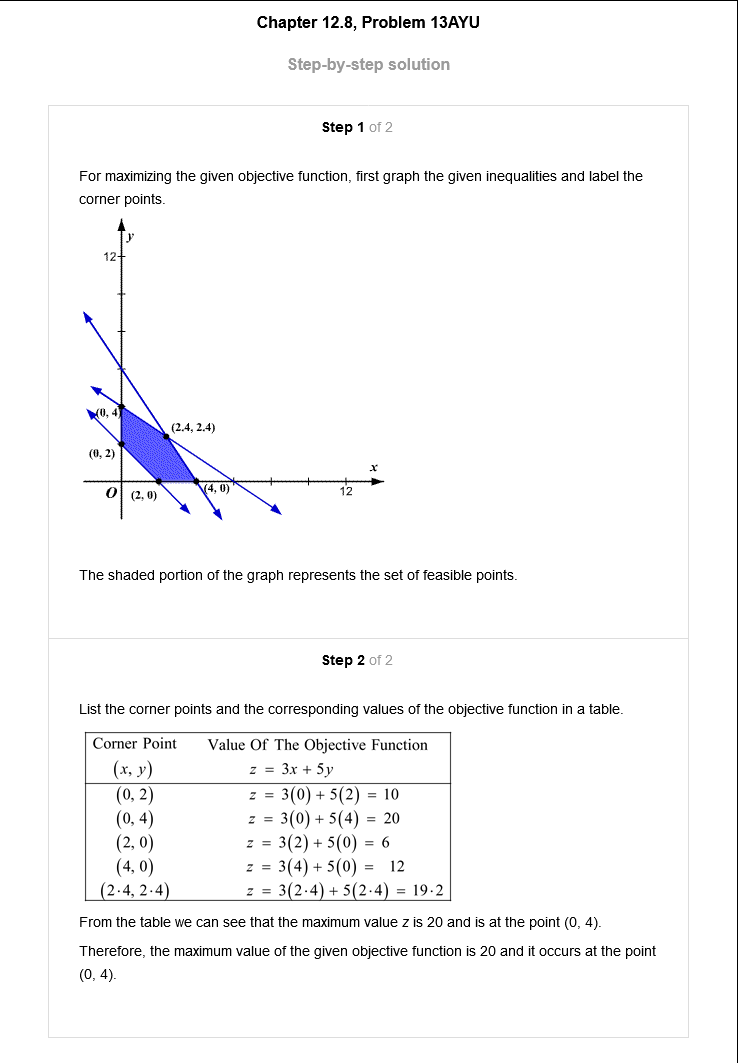 Chapter 12.8, Problem 13AYU
Step-by-step solution
Step 1 of 2
For maximizing the given objective function, first graph the given inequalities and label the
corner points.
y
12
(0, 4)
(2.4, 2.4)
(0, 2)
x
O
(2, 0)
(4, 0)
12
The shaded portion of the graph represents the set of feasible points.
Step 2 of 2
List the corner points and the corresponding values of the objective function in a table.
Corner Point Value Of The Objective Function
(x, y) z = 3x + 5y
(0, 2) z = 3(0) + 5(2) = 10
(0, 4) z = 3(0) + 5(4) = 20
(2, 0) z = 3(2) + 5(0) = 6
(4, 0) z = 3(4) + 5(0) = 12
(2·4, 2·4) z = 3(2·4) + 5(2·4) = 19·2
From the table we can see that the maximum value z is 20 and is at the point (0, 4).
Therefore, the maximum value of the given objective function is 20 and it occurs at the point
(0, 4).